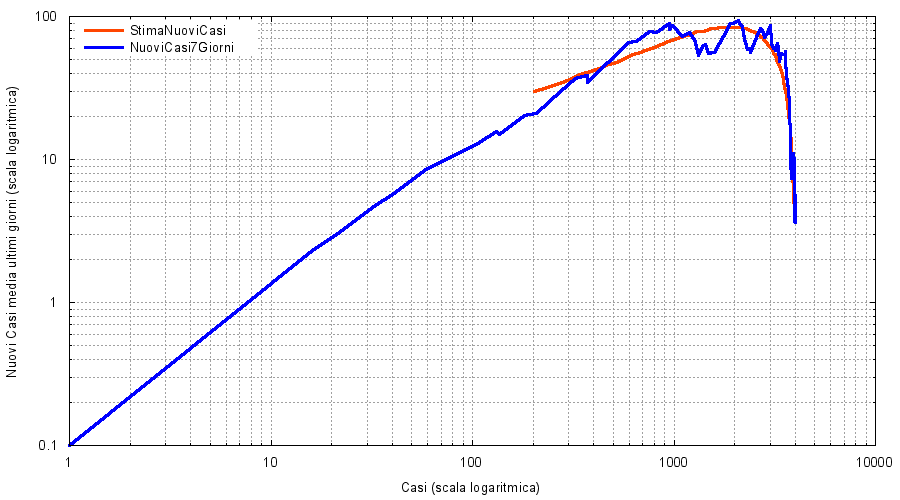 100
StimaNuoviCasi
NuoviCasi7Giorni
10
1
0.1
Nuovi Casi media ultimi giorni (scala logaritmica)
1
10
100
1000
10000
Casi (scala logaritmica)